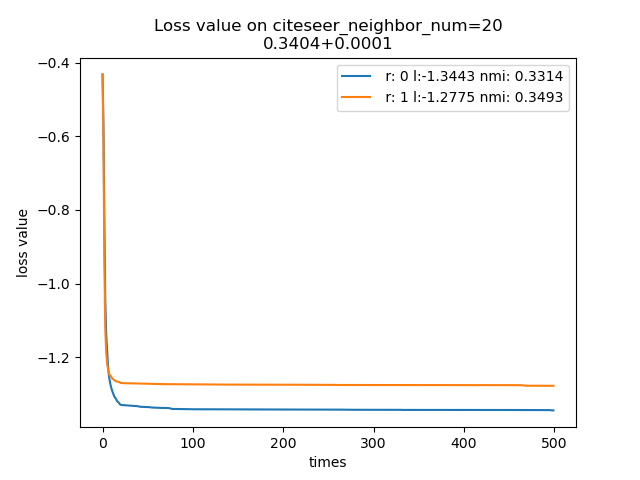 Loss value on citeseer_neighbor_num=20
0.3404+0.0001
r: 0 l:-1.3443 nmi: 0.3314
r: 1 l:-1.2775 nmi: 0.3493
loss value
−0.4
−0.6
−0.8
−1.0
−1.2
0 100 200 300 400 500
times